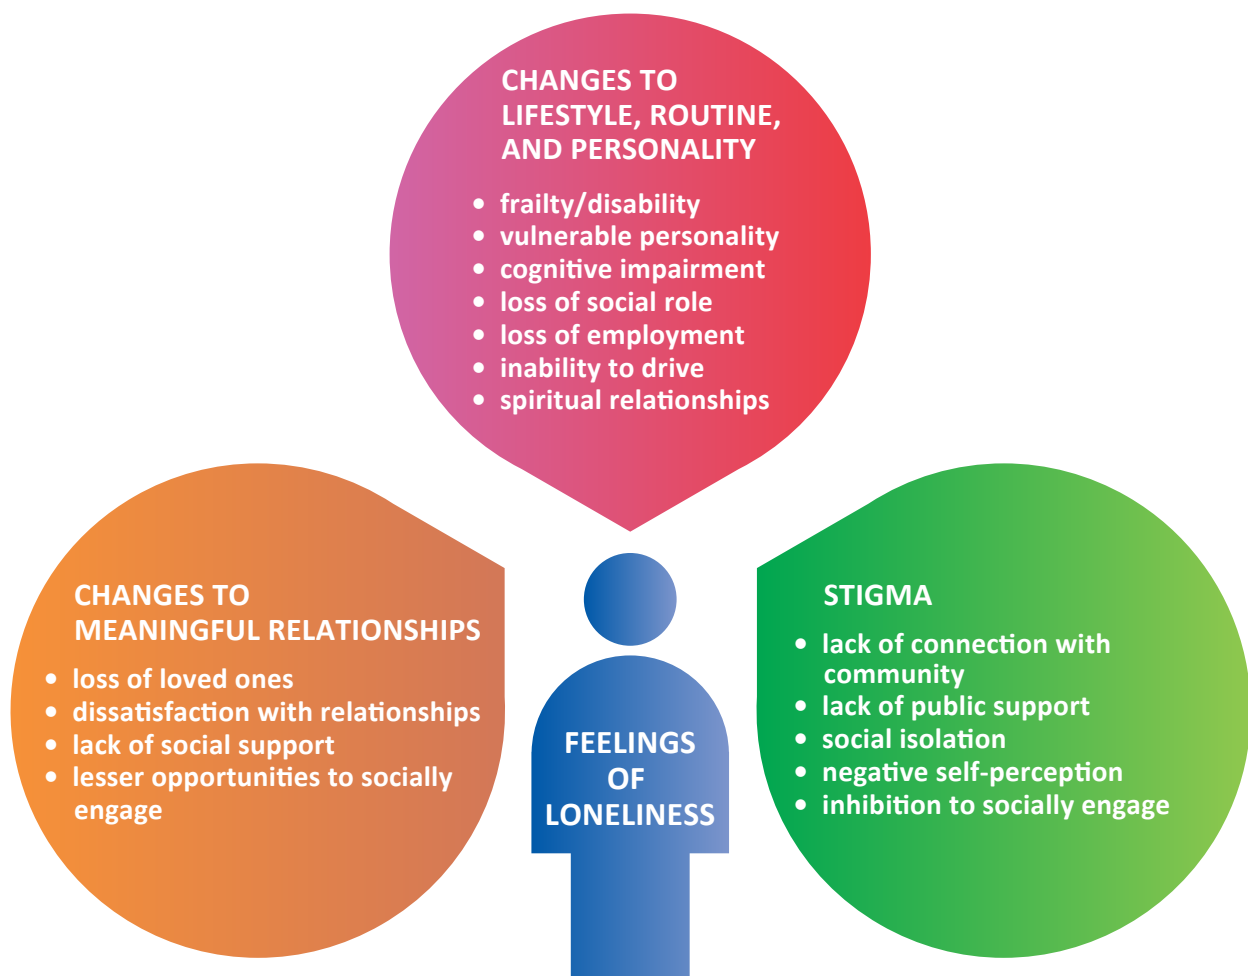 CHANGES TO
LIFESTYLE, ROUTINE,
AND PERSONALITY
• frailty/disability
• vulnerable personality
• cognitive impairment
• loss of social role
• loss of employment
• inability to drive
• spiritual relationships
CHANGES TO
MEANINGFUL RELATIONSHIPS
• loss of loved ones
• dissatisfaction with relationships
• lack of social support
• lesser opportunities to socially
engage
FEELINGS
OF
LONELINESS
STIGMA
• lack of connection with
community
• lack of public support
• social isolation
• negative self-perception
• inhibition to socially engage